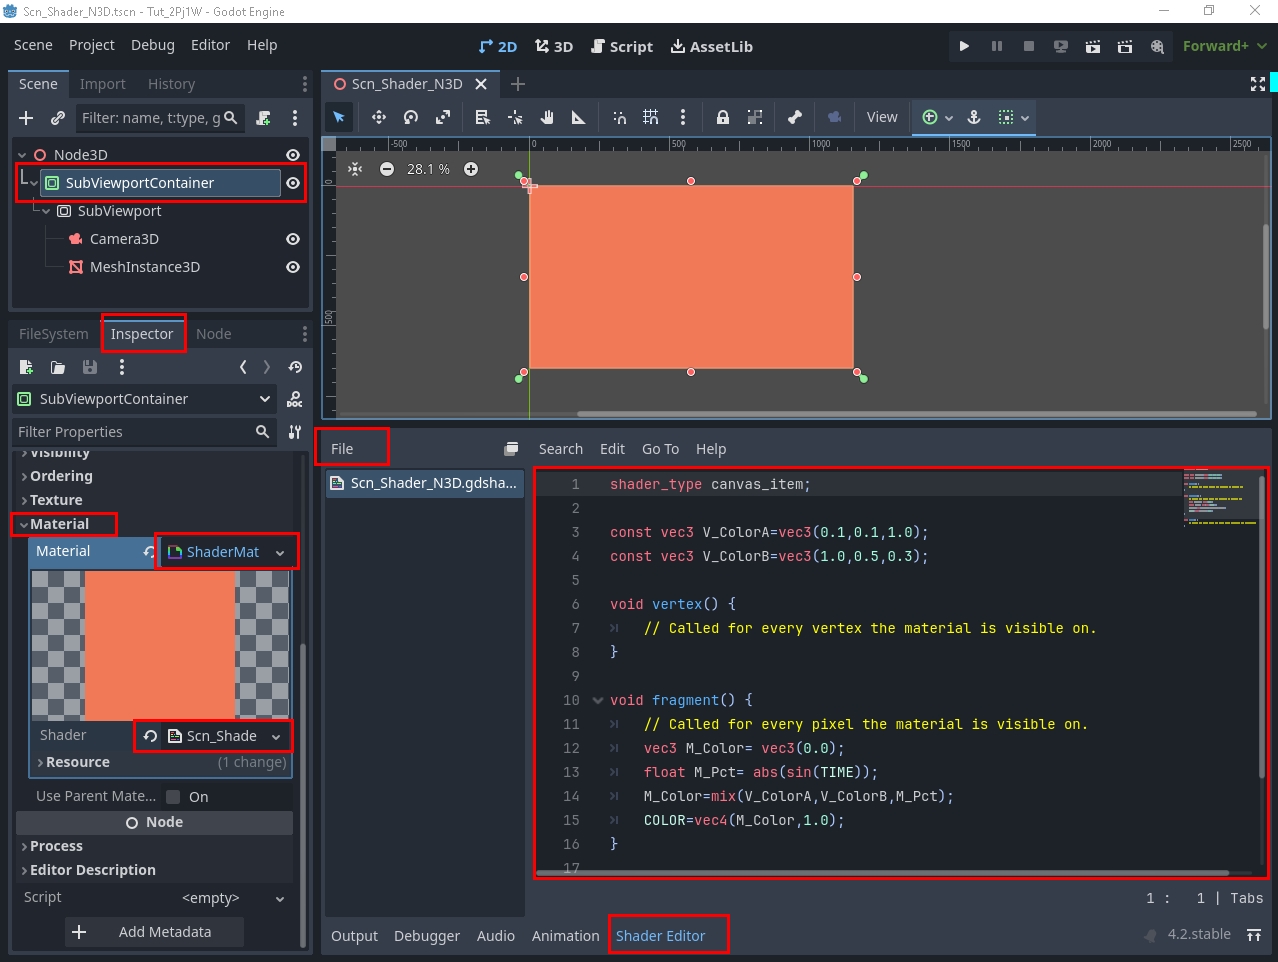 Scn_Shader_N3D.tscn - Tut_2Pj1W - Godot Engine
Scene Project Debug Editor Help
2D 3D Script AssetLib
Forward+
Scene Import History
Filter: name, t:type, g
Node3D
SubViewportContainer
SubViewport
Camera3D
MeshInstance3D
FileSystem Inspector Node
SubViewportContainer
Filter Properties
Visibility
Ordering
Texture
Material
Material ShaderMat
Shader Scn_Shade
Resource (1 change)
Use Parent Mate... On
Node
Process
Editor Description
Script <empty>
Add Metadata
Scn_Shader_N3D
View
-500 0 500 1000 1500 2000 2500
0
500
28.1 %
File Search Edit Go To Help
Scn_Shader_N3D.gdsha...
1 shader_type canvas_item;
2
3 const vec3 V_ColorA=vec3(0.1,0.1,1.0);
4 const vec3 V_ColorB=vec3(1.0,0.5,0.3);
5
6 void vertex() {
7 // Called for every vertex the material is visible on.
8 }
9
10 void fragment() {
11 // Called for every pixel the material is visible on.
12 vec3 M_Color= vec3(0.0);
13 float M_Pct= abs(sin(TIME));
14 M_Color=mix(V_ColorA,V_ColorB,M_Pct);
15 COLOR=vec4(M_Color,1.0);
16 }
17
1 : 1 | Tabs
Output Debugger Audio Animation Shader Editor
4.2.stable